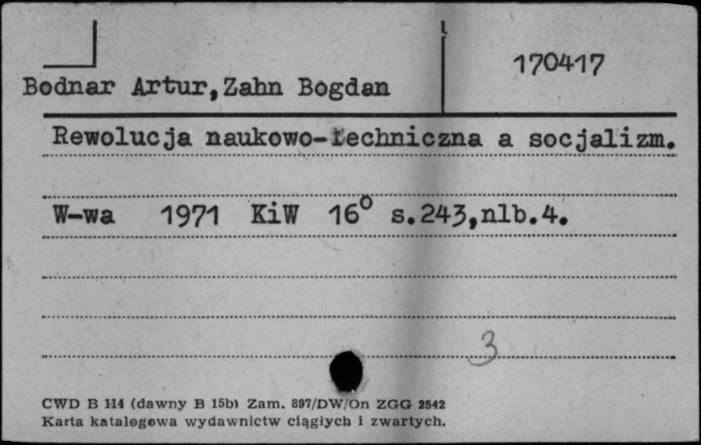 170417
Bodnar Artur,Zahn Bogdan
Rewolucja naukowo-techniczna a socjalizm.
W-wa 1971 KiW 16° s.243,nlb.4.
3
CWD B 114 (dawny B 15b) Zam. 897/DW/On ZGG 2542
Karta katalogowa wydawnictw ciągłych i zwartych.